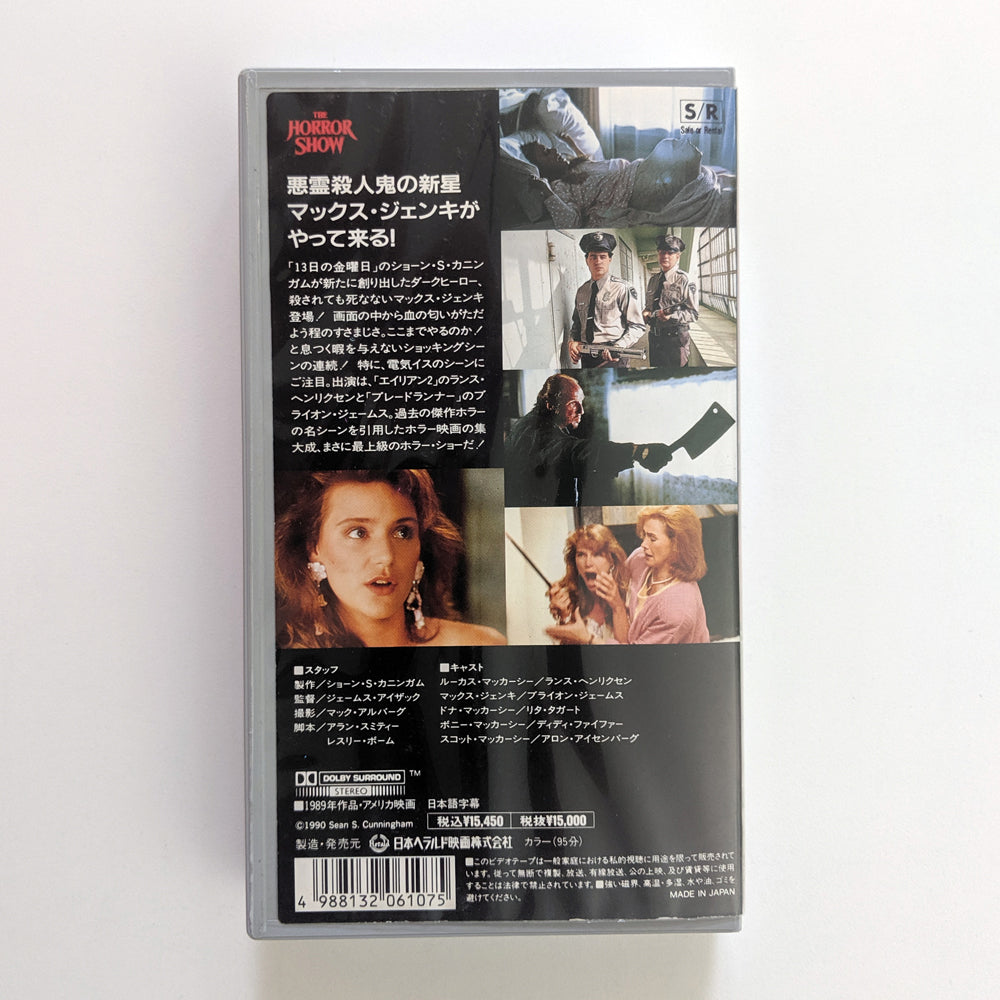 THE
HORROR
SHOW
S/R
Sale or Rental
悪霊殺人鬼の新星
マックス・ジェンキが
やって来る!
「13日の金曜日」のショーン・S・カニン
ガムが新たに創り出したダークヒーロー、
殺されても死なないマックス・ジェンキ
登場! 画面の中から血の匂いがただ
よう程のすさまじさ。ここまでやるのか!
と息つく暇を与えないショッキングシー
ンの連続! 特に、電気イスのシーンに
ご注目。出演は、「エイリアン2」のランス・
ヘンリクセンと「ブレードランナー」のブ
ライオン・ジェームス。過去の傑作ホラー
の名シーンを引用したホラー映画の集
大成、まさに最上級のホラー・ショーだ!
■スタッフ
製作/ショーン・S・カニンガム
監督/ジェームス・アイザック
撮影/マック・アルバーグ
脚本/アラン・スミティー
レスリー・ボーム
■キャスト
ルーカス・マッカーシー/ランス・ヘンリクセン
マックス・ジェンキ/ブライオン・ジェームス
ドナ・マッカーシー/リタ・タガート
ボニー・マッカーシー/ディディ・ファイファー
スコット・マッカーシー/アロン・アイゼンバーグ
DOLBY SURROUND TM
STEREO
■1989年作品・アメリカ映画 日本語字幕
©1990 Sean S. Cunningham 税込¥15,450 税抜¥15,000
製造・発売元 Herald 日本ヘラルド映画株式会社 カラー(95分)
■このビデオテープは一般家庭における私的視聴に用途を限って販売されて
います。従って無断で複製、放送、有線放送、公の上映、及び賃貸等に使用
することは法律で禁止されています。■強い磁界、高温・多湿、水や油、ゴミを
避けてください。 MADE IN JAPAN
4 988132 061075